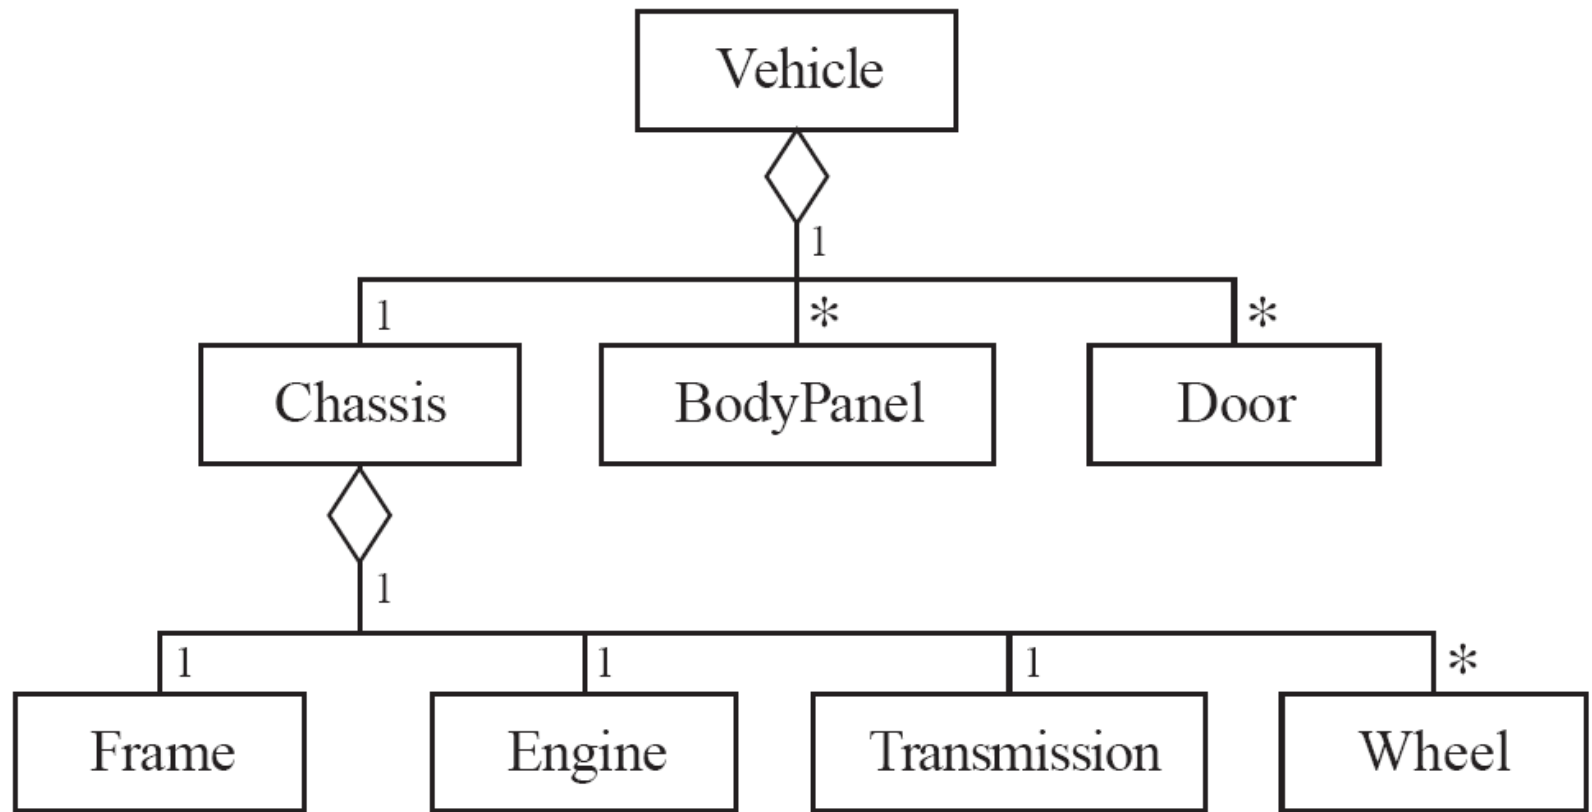 Vehicle
1
1
*
*
Chassis
BodyPanel
Door
1
1
1
1
*
Frame
Engine
Transmission
Wheel